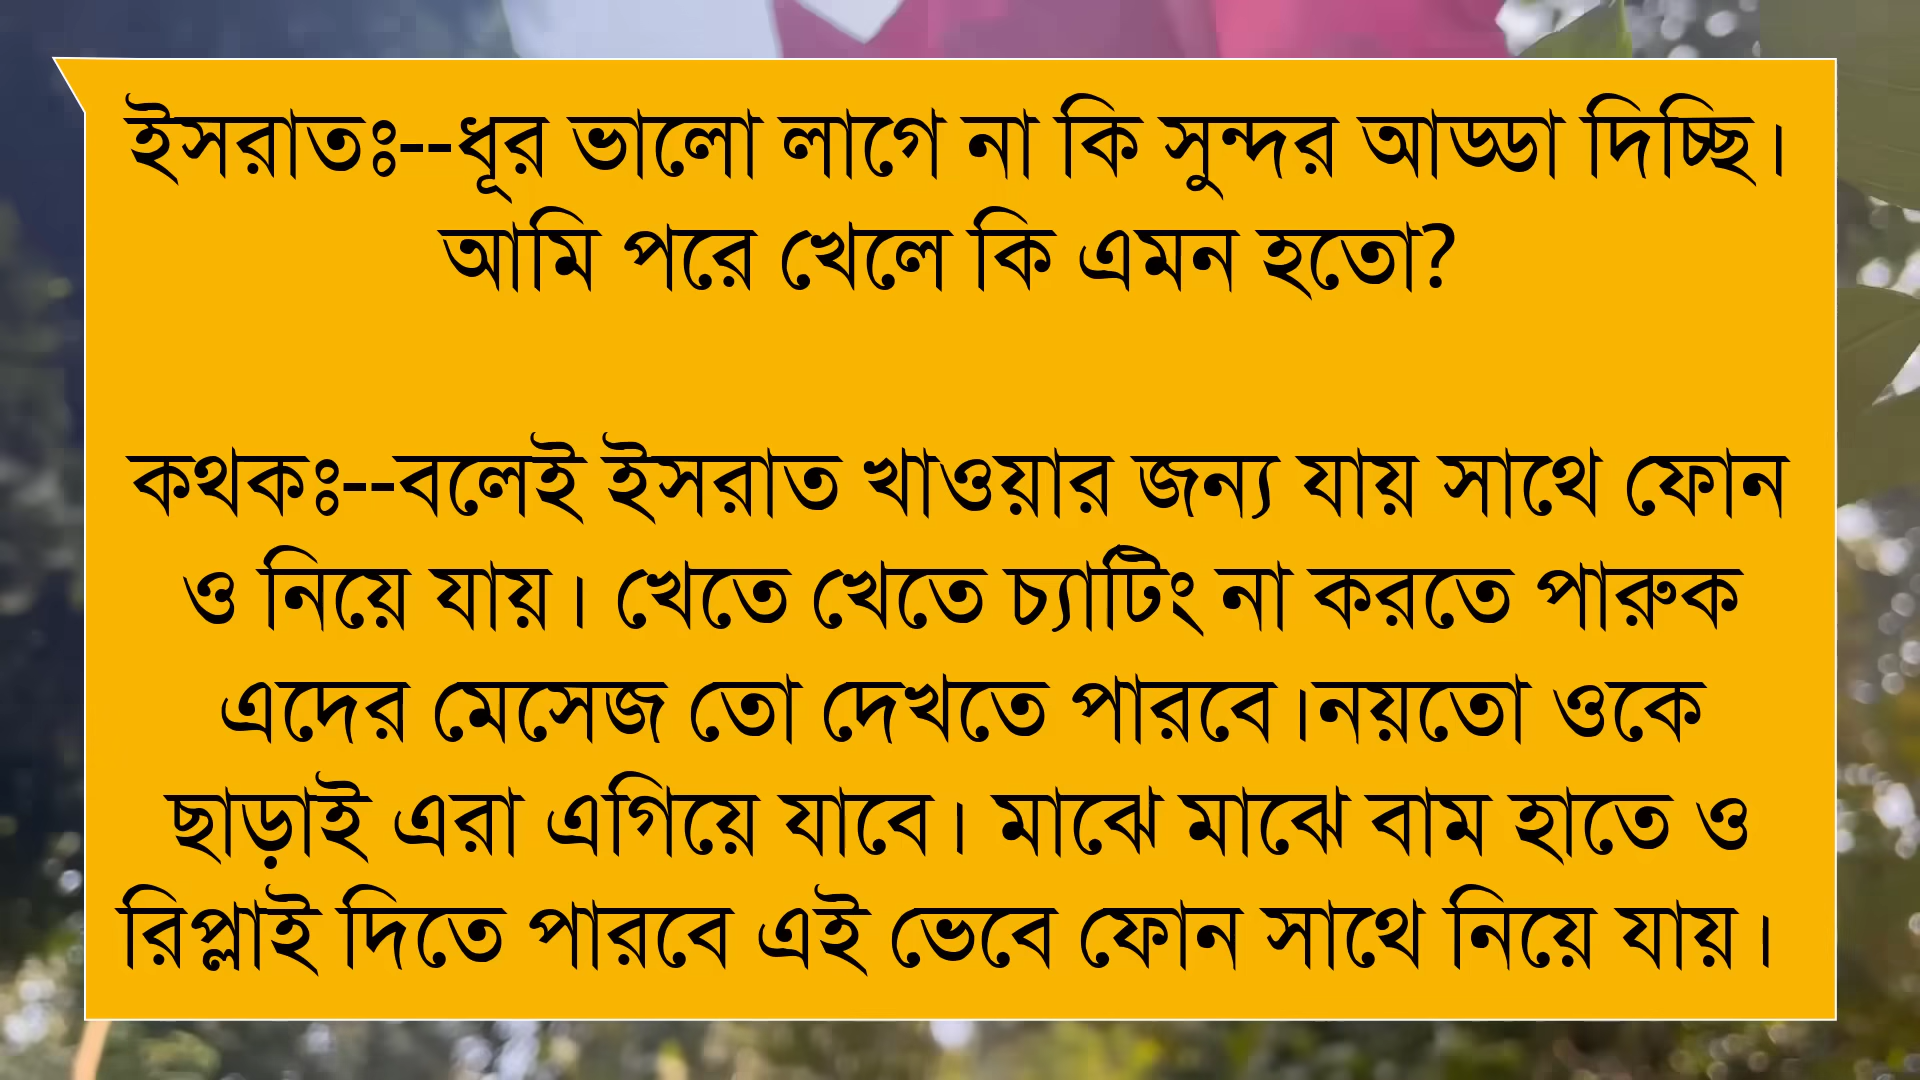 ইসরাতঃ--ধূর ভালো লাগে না কি সুন্দর আড্ডা দিচ্ছি।
আমি পরে খেলে কি এমন হতো?
কথকঃ--বলেই ইসরাত খাওয়ার জন্য যায় সাথে ফোন
ও নিয়ে যায়। খেতে খেতে চ্যাটিং না করতে পারুক
এদের মেসেজ তো দেখতে পারবে।নয়তো ওকে
ছাড়াই এরা এগিয়ে যাবে। মাঝে মাঝে বাম হাতে ও
রিপ্লাই দিতে পারবে এই ভেবে ফোন সাথে নিয়ে যায়।